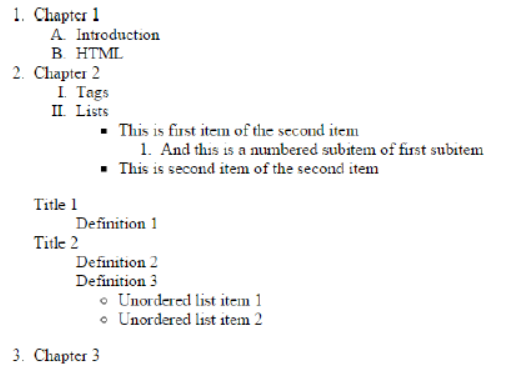 1. Chapter 1
A. Introduction
B. HTML
2. Chapter 2
I. Tags
II. Lists
▪ This is first item of the second item
1. And this is a numbered subitem of first subitem
▪ This is second item of the second item
Title 1
Definition 1
Title 2
Definition 2
Definition 3
◦ Unordered list item 1
◦ Unordered list item 2
3. Chapter 3